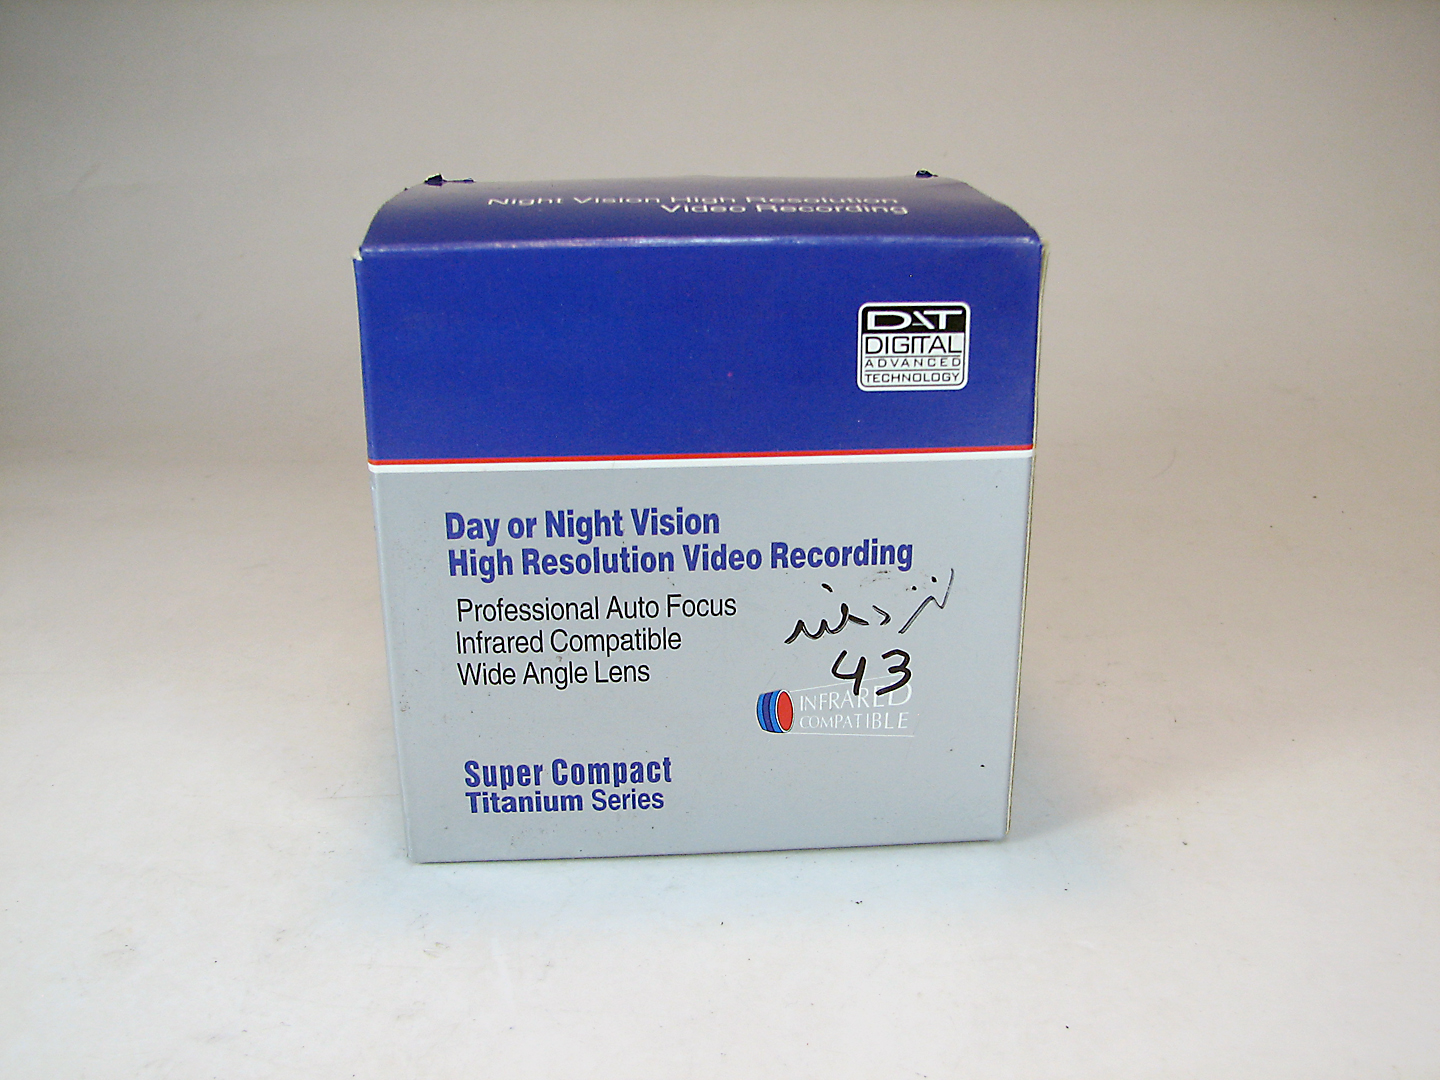 Night Vision High Resolution
Video Recording
DAT
DIGITAL
ADVANCED
TECHNOLOGY
Day or Night Vision
High Resolution Video Recording
Professional Auto Focus
Infrared Compatible
Wide Angle Lens
43
INFRARED
COMPATIBLE
Super Compact
Titanium Series